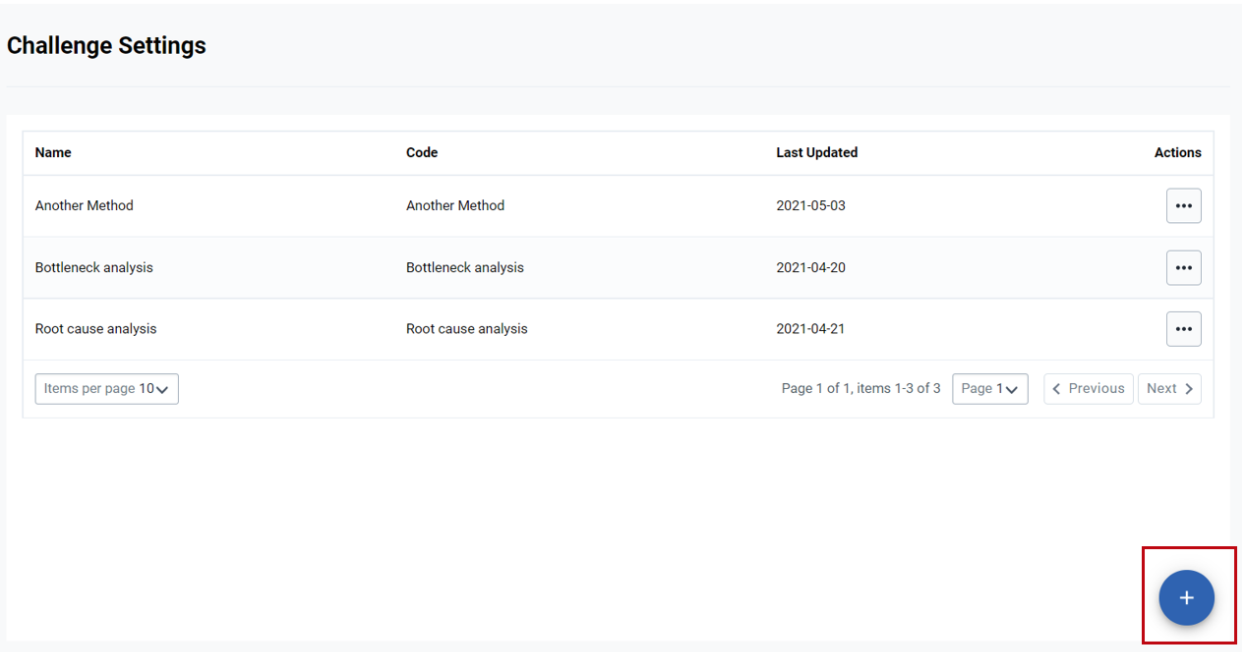 Challenge Settings
Name Code Last Updated Actions
Another Method Another Method 2021-05-03
Bottleneck analysis Bottleneck analysis 2021-04-20
Root cause analysis Root cause analysis 2021-04-21
Items per page 10 Page 1 of 1, items 1-3 of 3 Page 1 Previous Next